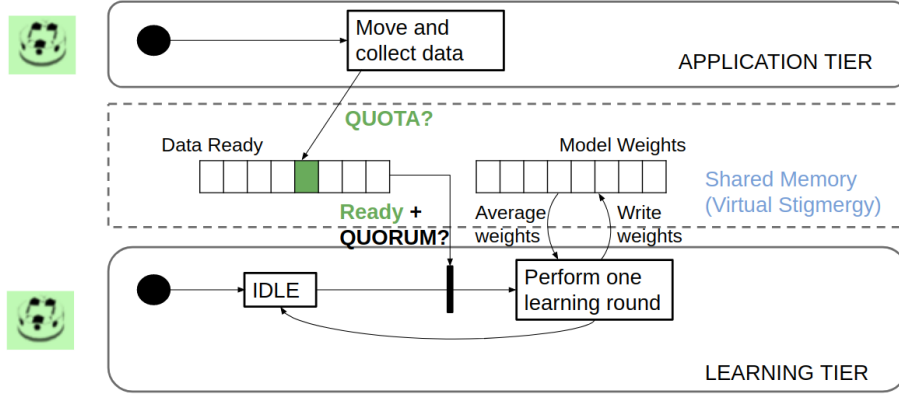 Move and
collect data
APPLICATION TIER
QUOTA?
Data Ready
Model Weights
Shared Memory
(Virtual Stigmergy)
Ready +
QUORUM?
Average
weights
Write
weights
IDLE
Perform one
learning round
LEARNING TIER